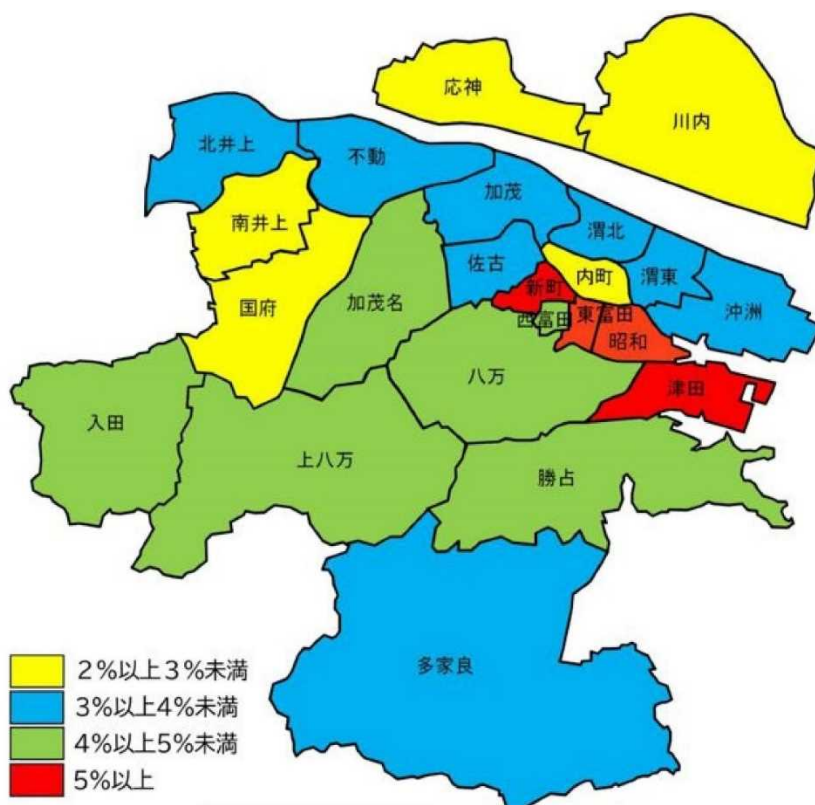 応神
川内
北井上
不動
加茂
南井上
渭北
佐古
内町
渭東
新町
国府
加茂名
西富田
東富田
沖洲
昭和
八万
津田
入田
上八万
勝占
多家良
2%以上3%未満
3%以上4%未満
4%以上5%未満
5%以上